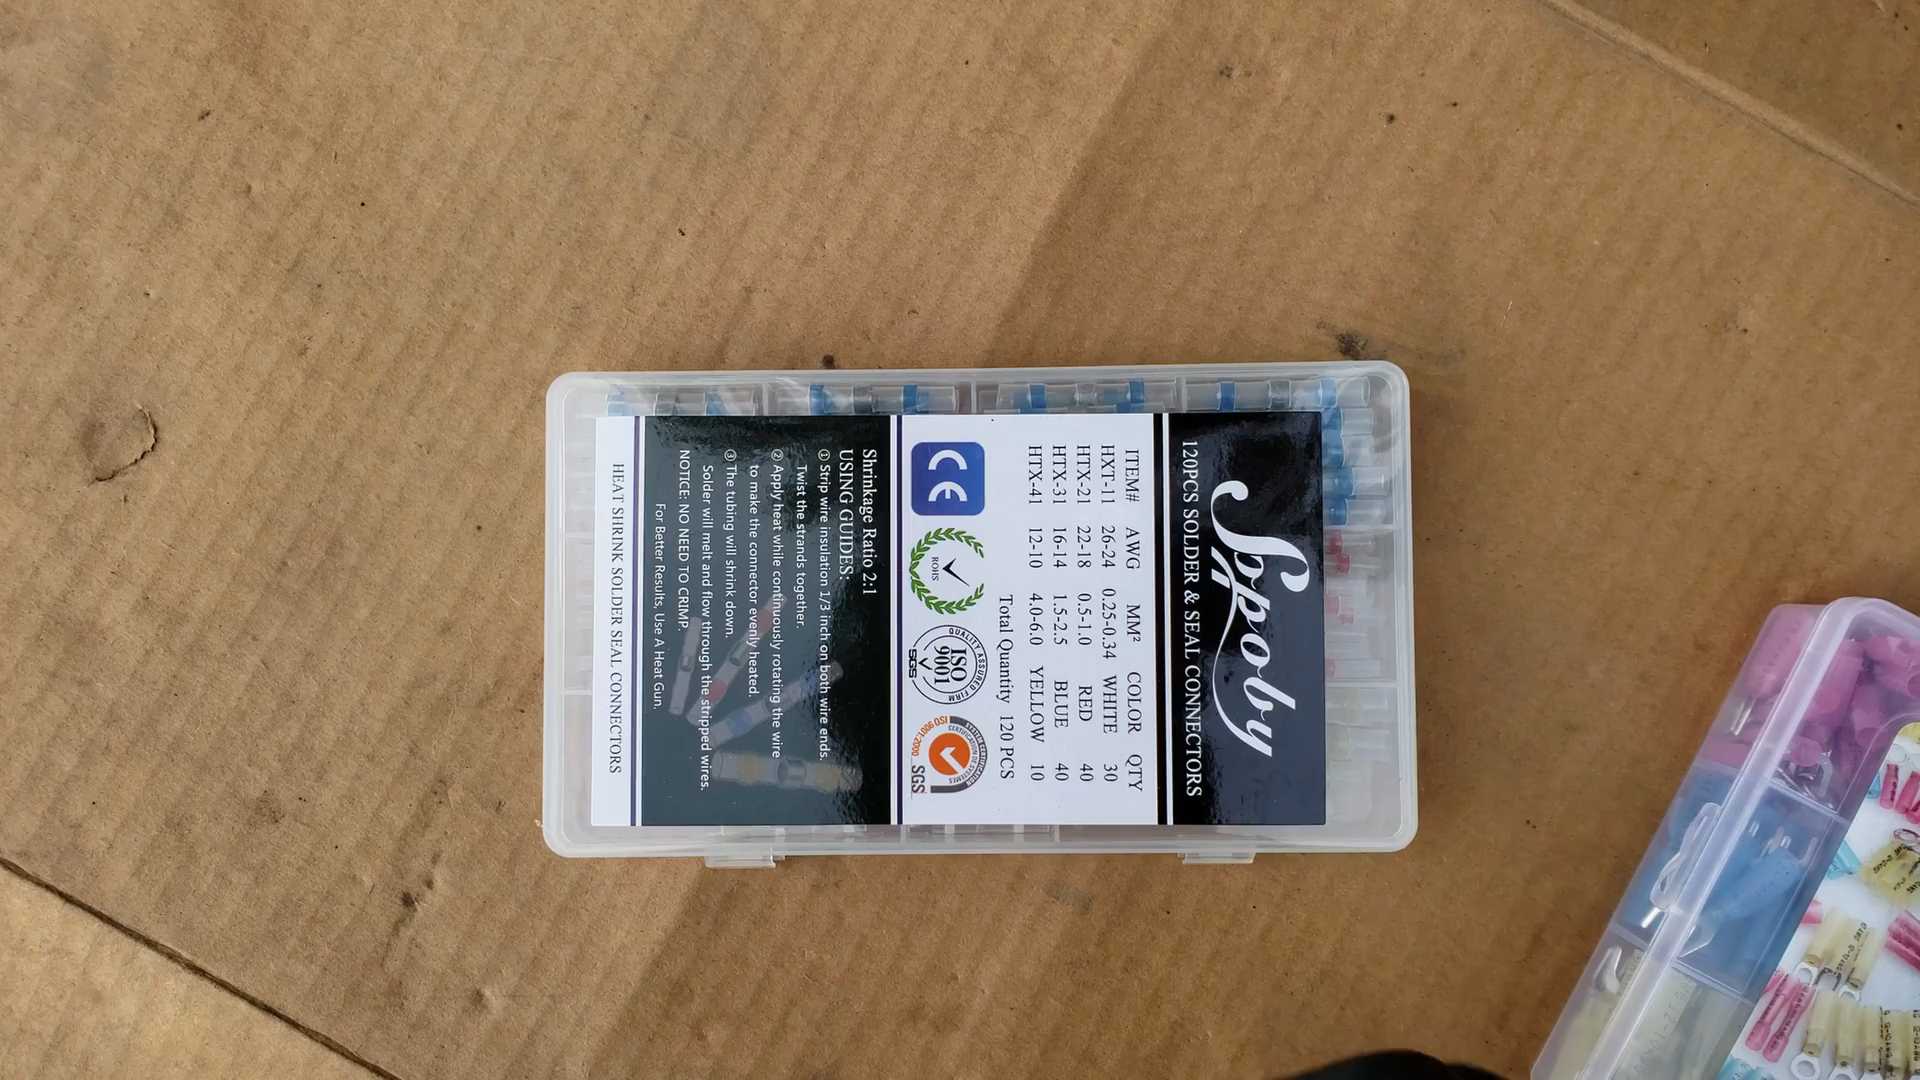 Sppoby
120PCS SOLDER & SEAL CONNECTORS
ITEM# AWG MM² COLOR QTY
HXT-11 26-24 0.25-0.34 WHITE 30
HTX-21 22-18 0.5-1.0 RED 40
HTX-31 16-14 1.5-2.5 BLUE 40
HTX-41 12-10 4.0-6.0 YELLOW 10
Total Quantity 120 PCS
CE
ROHS
QUALITY ASSURED FIRM
ISO
9001
SGS
SYSTEM CERTIFICATION
ISO 9001:2000
SGS
Shrinkage Ratio 2:1
USING GUIDES:
① Strip wire insulation 1/3 inch on both wire ends.
Twist the strands together.
② Apply heat while continuously rotating the wire
to make the connector evenly heated.
③ The tubing will shrink down.
Solder will melt and flow through the stripped wires.
NOTICE: NO NEED TO CRIMP.
For Better Results, Use A Heat Gun.
HEAT SHRINK SOLDER SEAL CONNECTORS